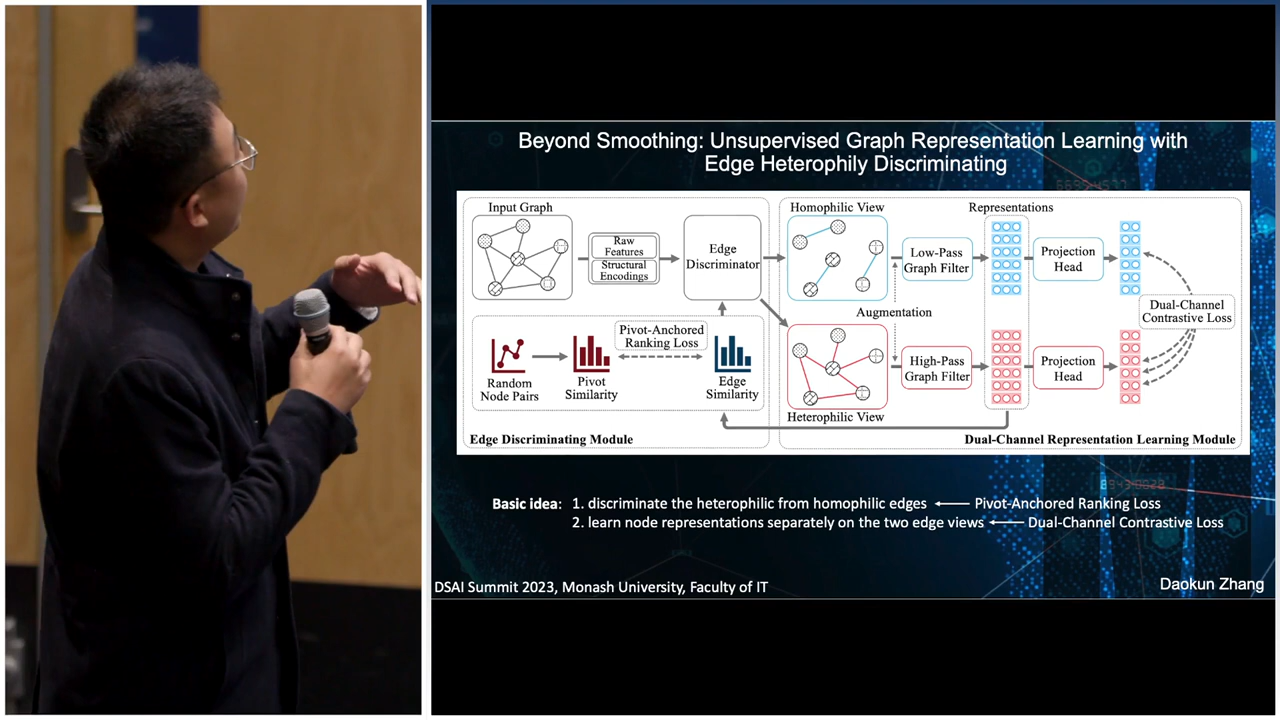 Beyond Smoothing: Unsupervised Graph Representation Learning with
Edge Heterophily Discriminating
Input Graph
Raw
Features
Structural
Encodings
Edge
Discriminator
Pivot-Anchored
Ranking Loss
Random
Node Pairs
Pivot
Similarity
Edge
Similarity
Edge Discriminating Module
Homophilic View
Representations
Low-Pass
Graph Filter
Projection
Head
Augmentation
Dual-Channel
Contrastive Loss
High-Pass
Graph Filter
Projection
Head
Heterophilic View
Dual-Channel Representation Learning Module
Basic idea: 1. discriminate the heterophilic from homophilic edges Pivot-Anchored Ranking Loss
2. learn node representations separately on the two edge views Dual-Channel Contrastive Loss
DSAI Summit 2023, Monash University, Faculty of IT
Daokun Zhang